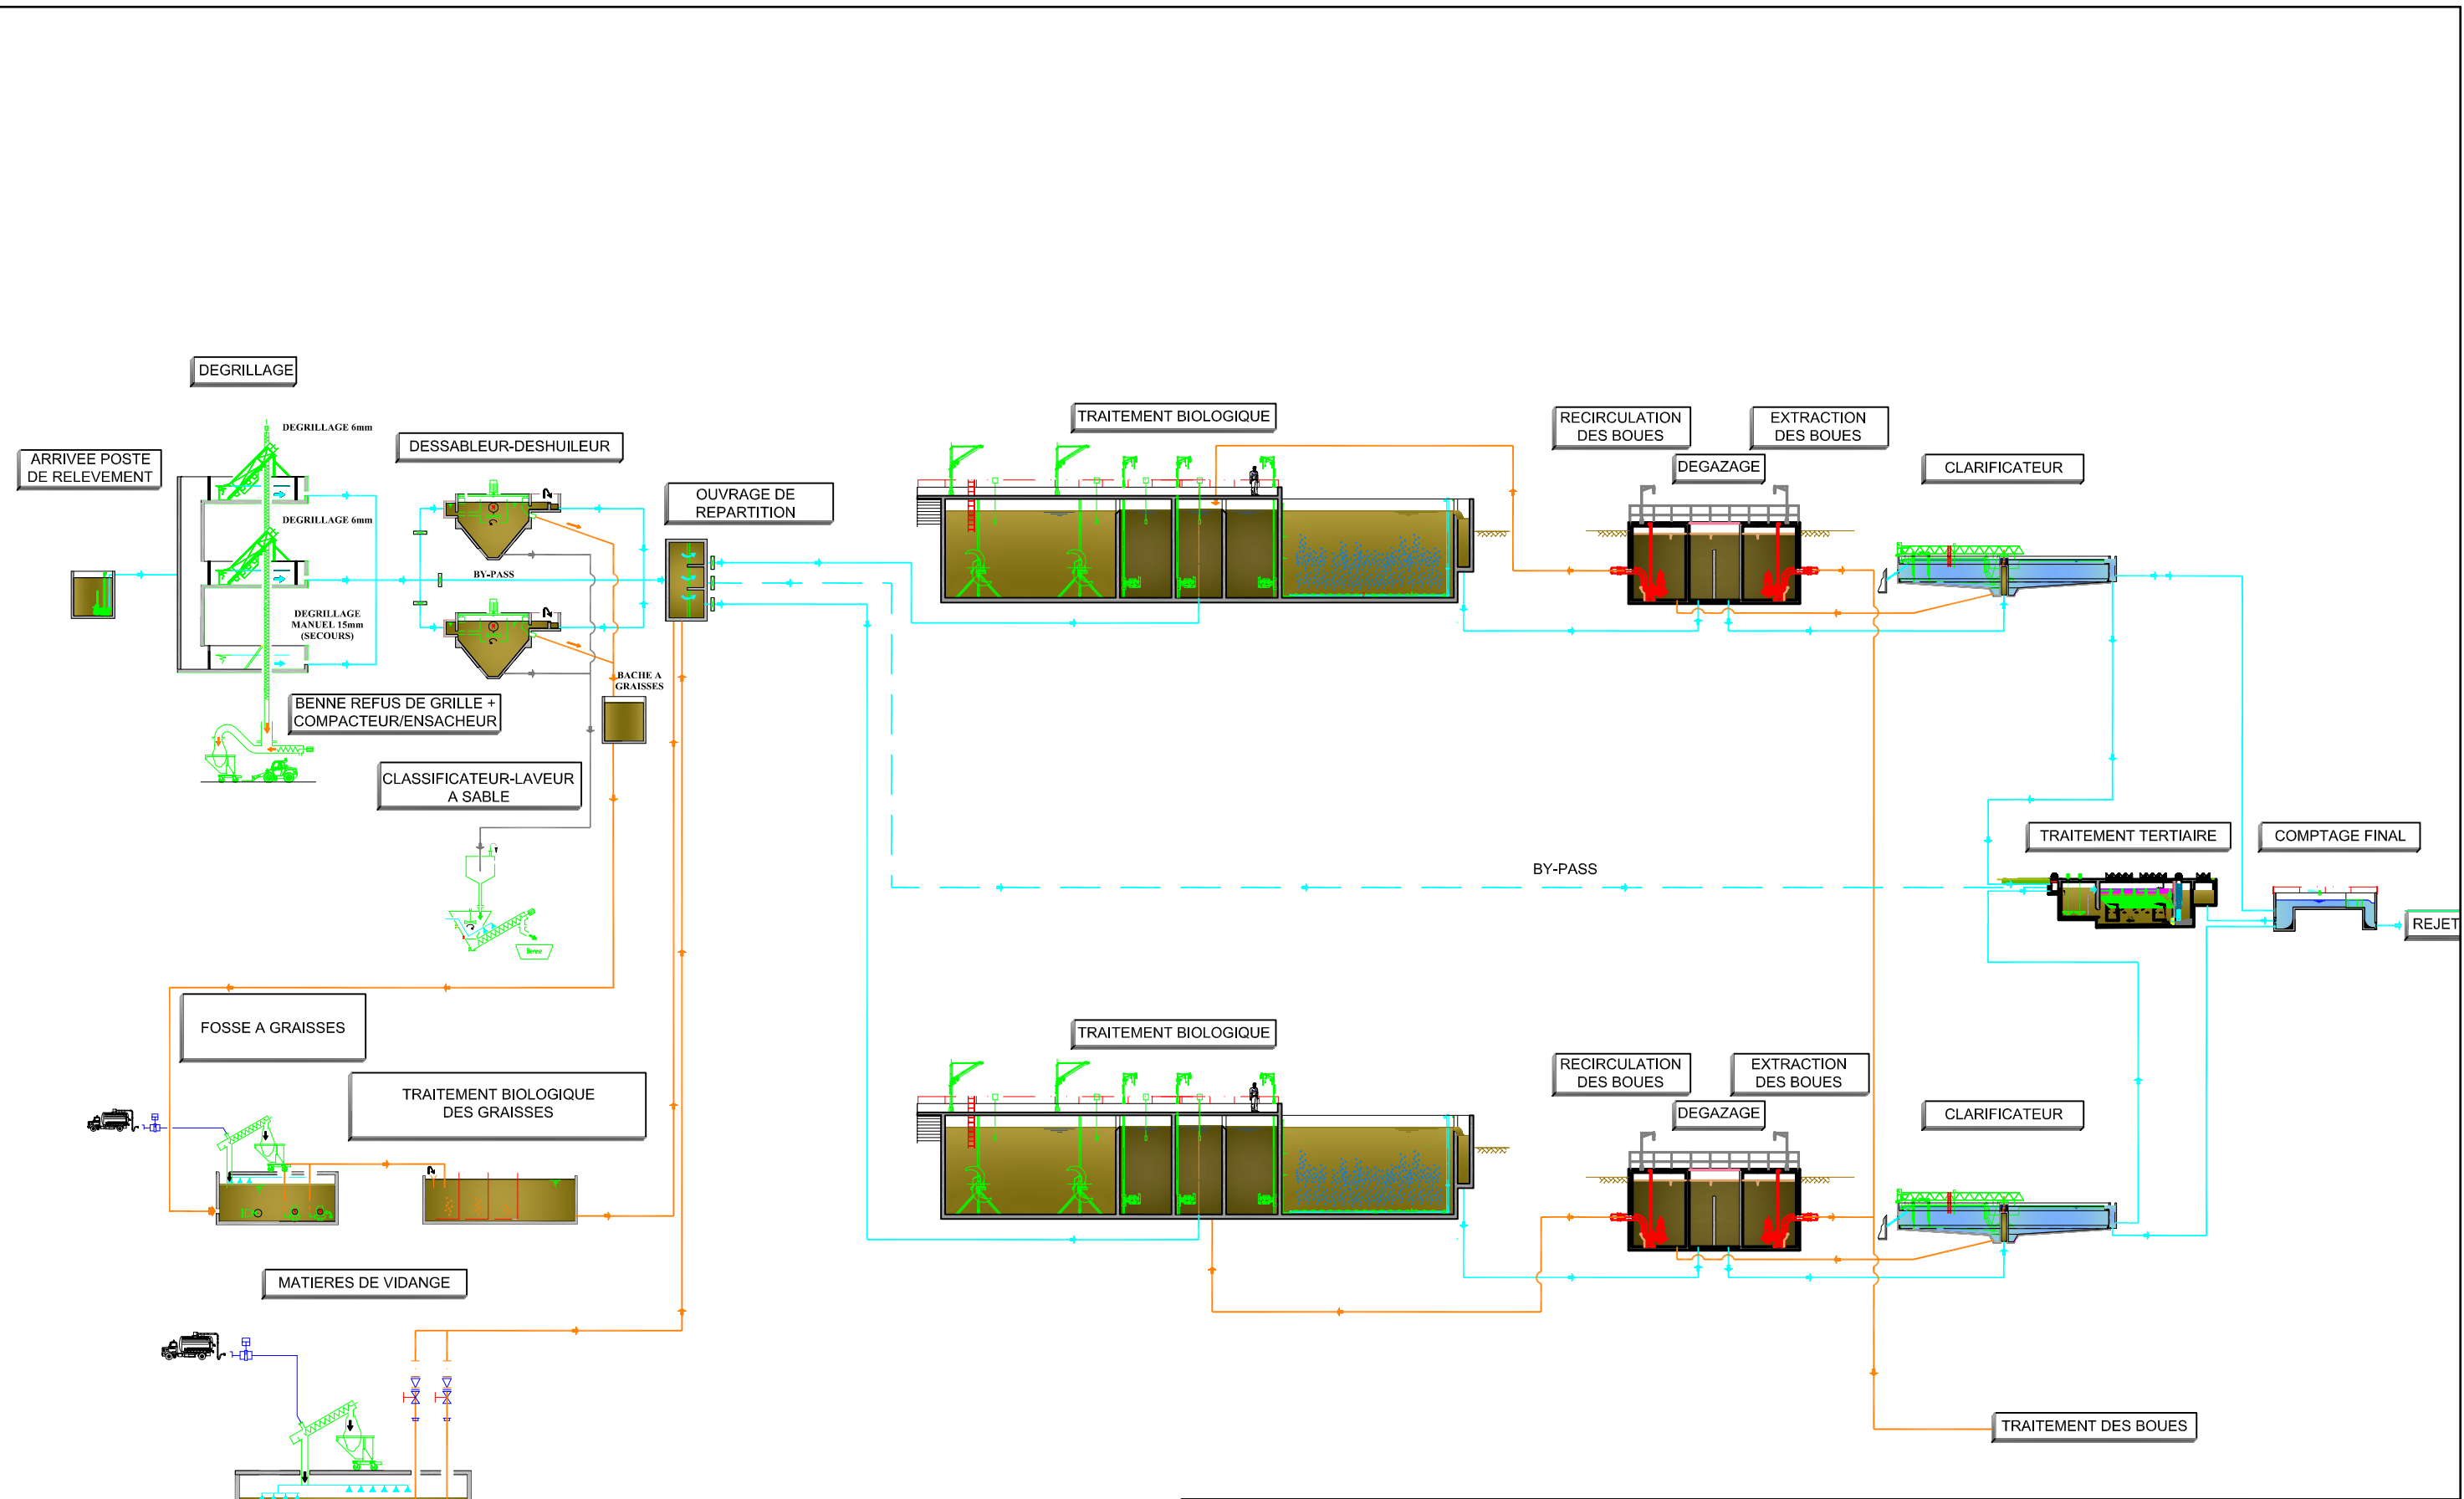 DEGRILLAGE
DEGRILLAGE 6mm
ARRIVEE POSTE
DE RELEVEMENT
DESSABLEUR-DESHUILEUR
DEGRILLAGE 6mm
BY-PASS
DEGRILLAGE
MANUEL 15mm
(SECOURS)
OUVRAGE DE
REPARTITION
BACHE A
GRAISSES
BENNE REFUS DE GRILLE +
COMPACTEUR/ENSACHEUR
CLASSIFICATEUR-LAVEUR
A SABLE
Benne
TRAITEMENT BIOLOGIQUE
RECIRCULATION
DES BOUES
EXTRACTION
DES BOUES
DEGAZAGE
CLARIFICATEUR
BY-PASS
TRAITEMENT TERTIAIRE
COMPTAGE FINAL
REJET
FOSSE A GRAISSES
TRAITEMENT BIOLOGIQUE
DES GRAISSES
TRAITEMENT BIOLOGIQUE
RECIRCULATION
DES BOUES
EXTRACTION
DES BOUES
DEGAZAGE
CLARIFICATEUR
MATIERES DE VIDANGE
TRAITEMENT DES BOUES